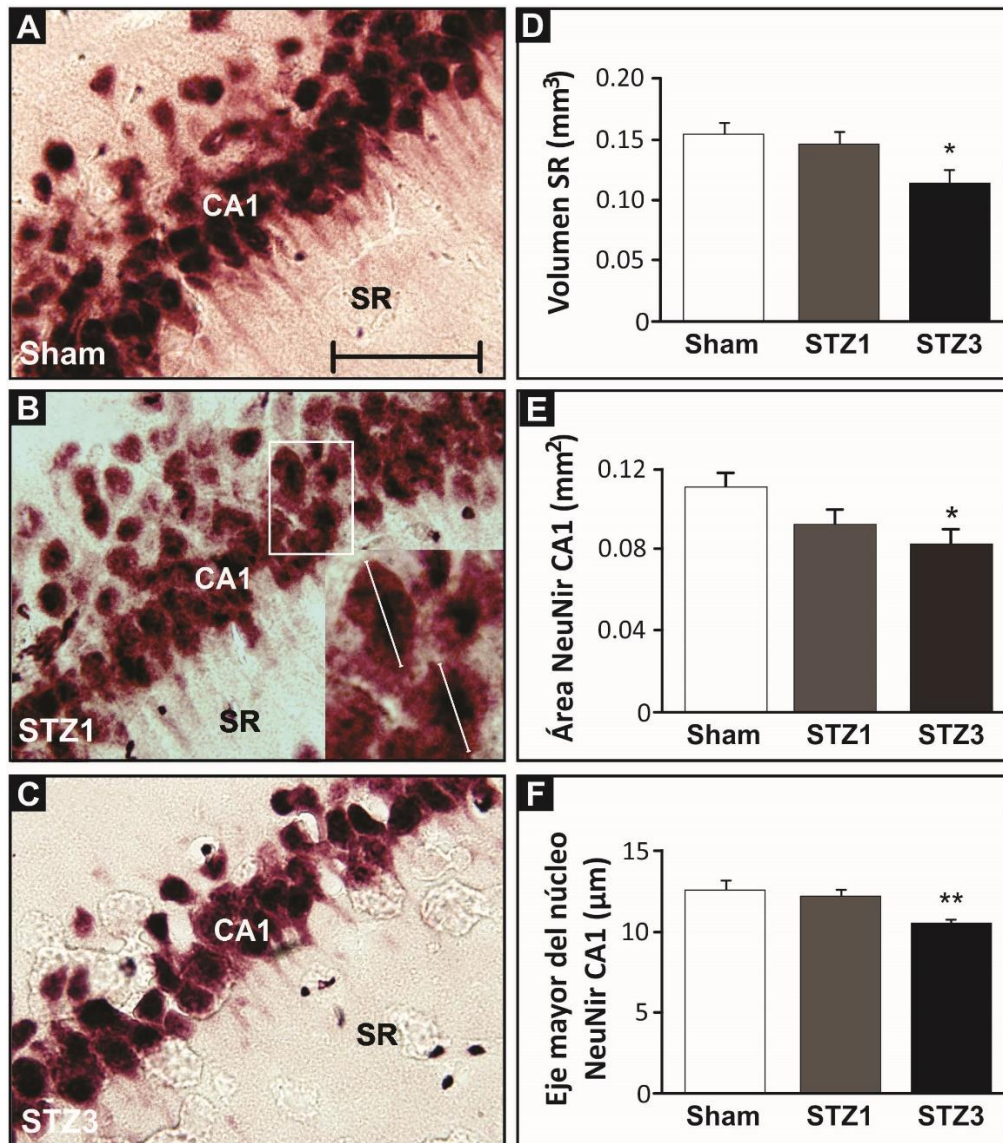 A
CA1
SR
Sham
B
CA1
SR
STZ1
C
CA1
SR
STZ3
D
Volumen SR (mm³)
0.20
0.15
0.10
0.05
0
*
Sham STZ1 STZ3
E
Área NeuNir CA1 (mm²)
0.12
0.08
0.04
0
*
Sham STZ1 STZ3
F
Eje mayor del núcleo
NeuNir CA1 (µm)
15
10
5
0
**
Sham STZ1 STZ3